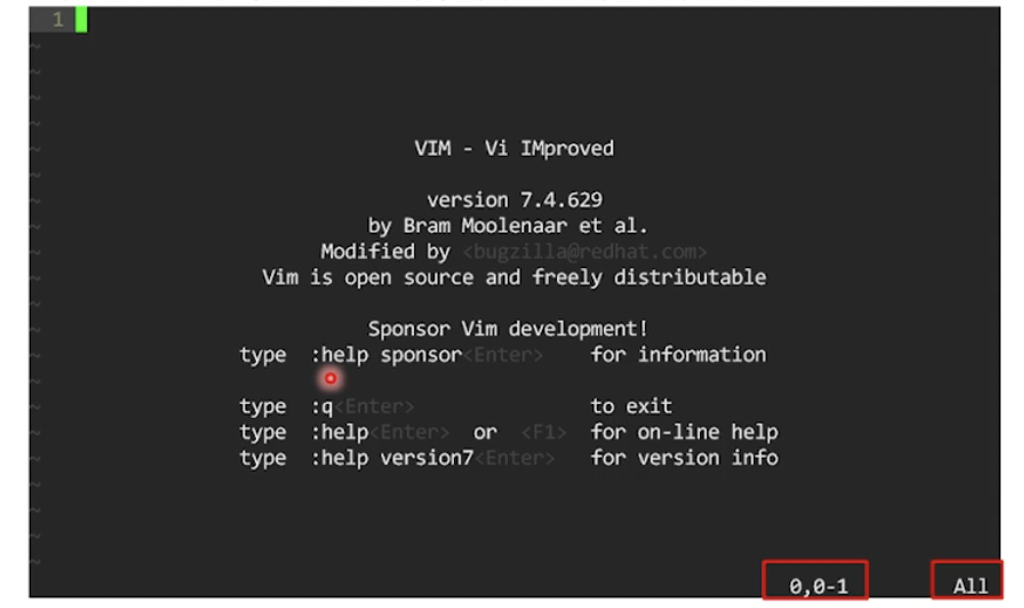 1
VIM - Vi IMproved
version 7.4.629
by Bram Moolenaar et al.
Modified by <bugzilla@redhat.com>
Vim is open source and freely distributable
Sponsor Vim development!
type :help sponsor<Enter> for information
type :q<Enter> to exit
type :help<Enter> or <F1> for on-line help
type :help version7<Enter> for version info
0,0-1 All